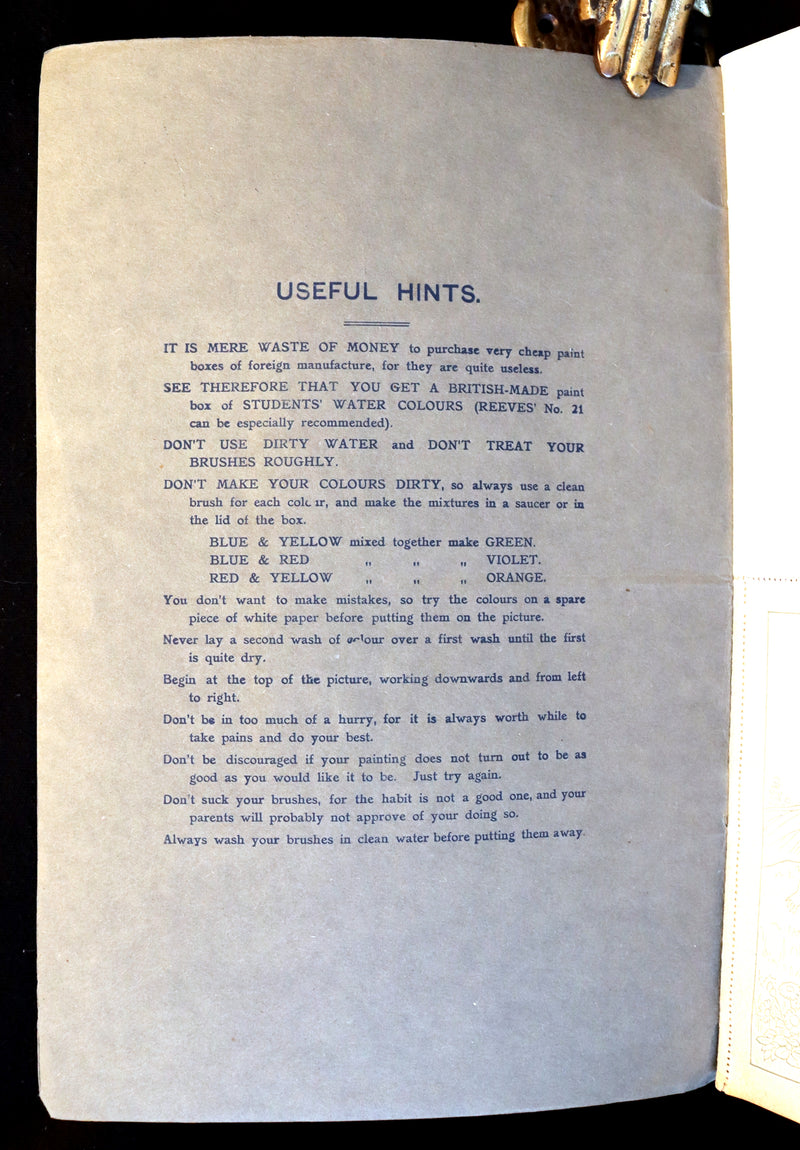 USEFUL HINTS.
IT IS MERE WASTE OF MONEY to purchase very cheap paint
boxes of foreign manufacture, for they are quite useless.
SEE THEREFORE THAT YOU GET A BRITISH-MADE paint
box of STUDENTS' WATER COLOURS (REEVES' No. 21
can be especially recommended).
DON'T USE DIRTY WATER and DON'T TREAT YOUR
BRUSHES ROUGHLY.
DON'T MAKE YOUR COLOURS DIRTY, so always use a clean
brush for each colour, and make the mixtures in a saucer or in
the lid of the box.
BLUE & YELLOW mixed together make GREEN.
BLUE & RED „ „ „ VIOLET.
RED & YELLOW „ „ „ ORANGE.
You don't want to make mistakes, so try the colours on a spare
piece of white paper before putting them on the picture.
Never lay a second wash of colour over a first wash until the first
is quite dry.
Begin at the top of the picture, working downwards and from left
to right.
Don't be in too much of a hurry, for it is always worth while to
take pains and do your best.
Don't be discouraged if your painting does not turn out to be as
good as you would like it to be. Just try again.
Don't suck your brushes, for the habit is not a good one, and your
parents will probably not approve of your doing so.
Always wash your brushes in clean water before putting them away.